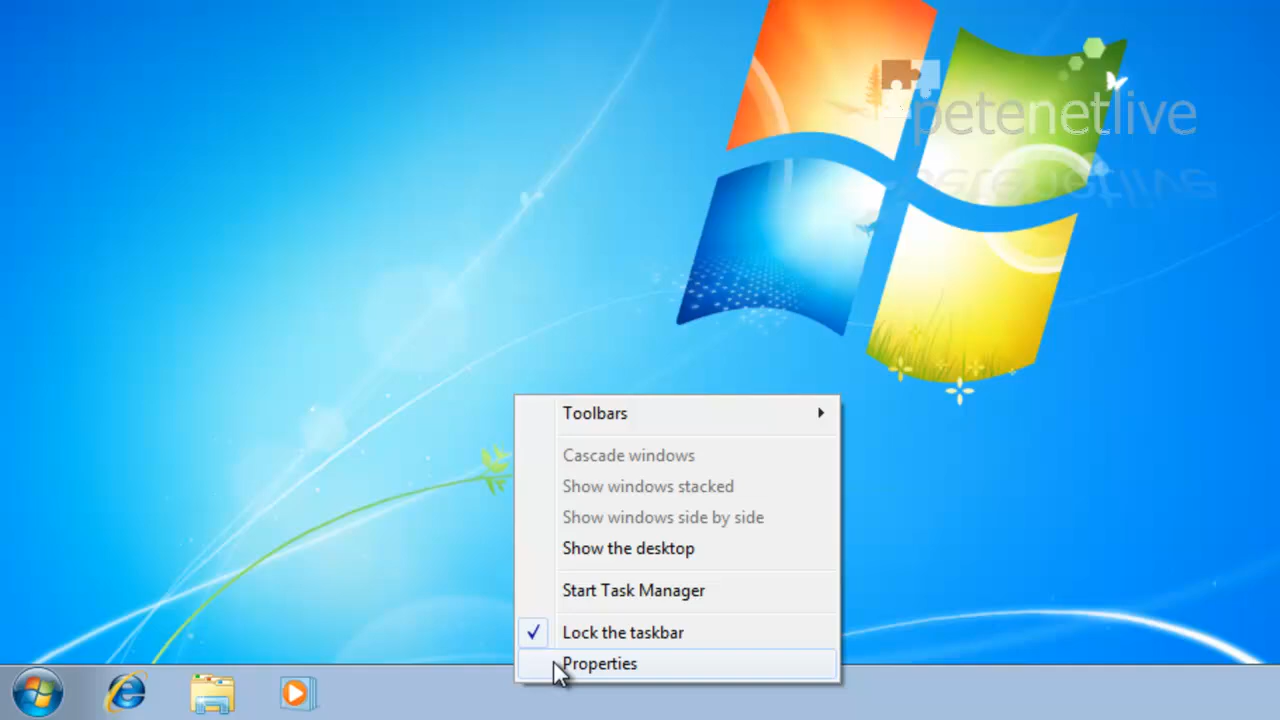 petenetlive
Toolbars
Cascade windows
Show windows stacked
Show windows side by side
Show the desktop
Start Task Manager
Lock the taskbar
Properties